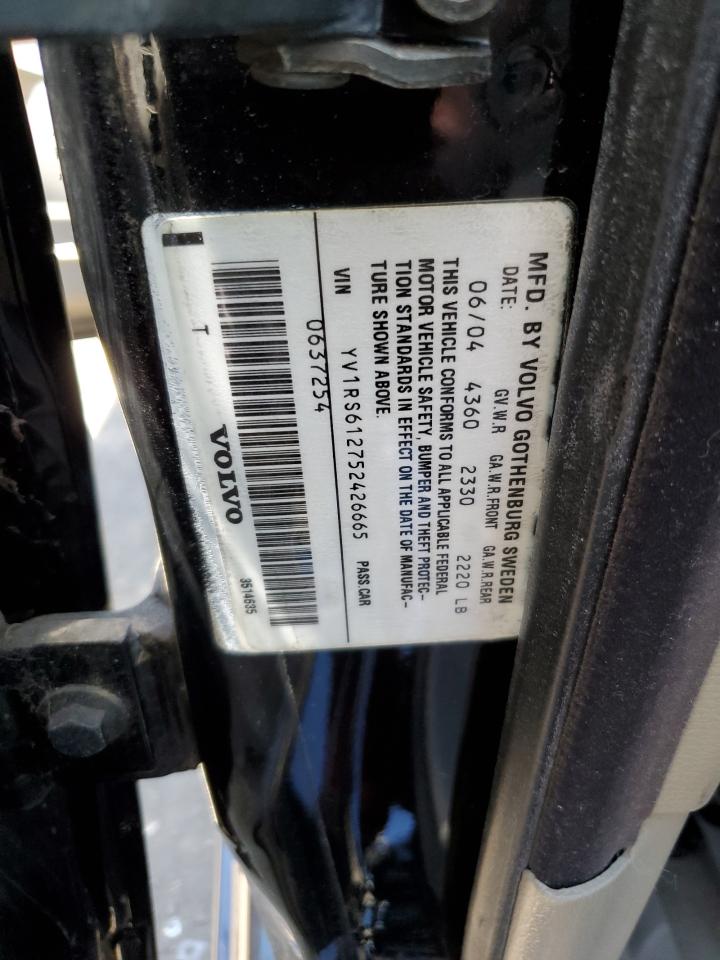 MFD. BY VOLVO GOTHENBURG SWEDEN
DATE: GV.W.R GA.W.R.FRONT GA.W.R.REAR
06/04 4360 2330 2220 LB
THIS VEHICLE CONFORMS TO ALL APPLICABLE FEDERAL
MOTOR VEHICLE SAFETY, BUMPER AND THEFT PROTEC-
TION STANDARDS IN EFFECT ON THE DATE OF MANUFAC-
TURE SHOWN ABOVE.
VIN YV1RS612752426665 PASS.CAR
0637254
T VOLVO 3514635